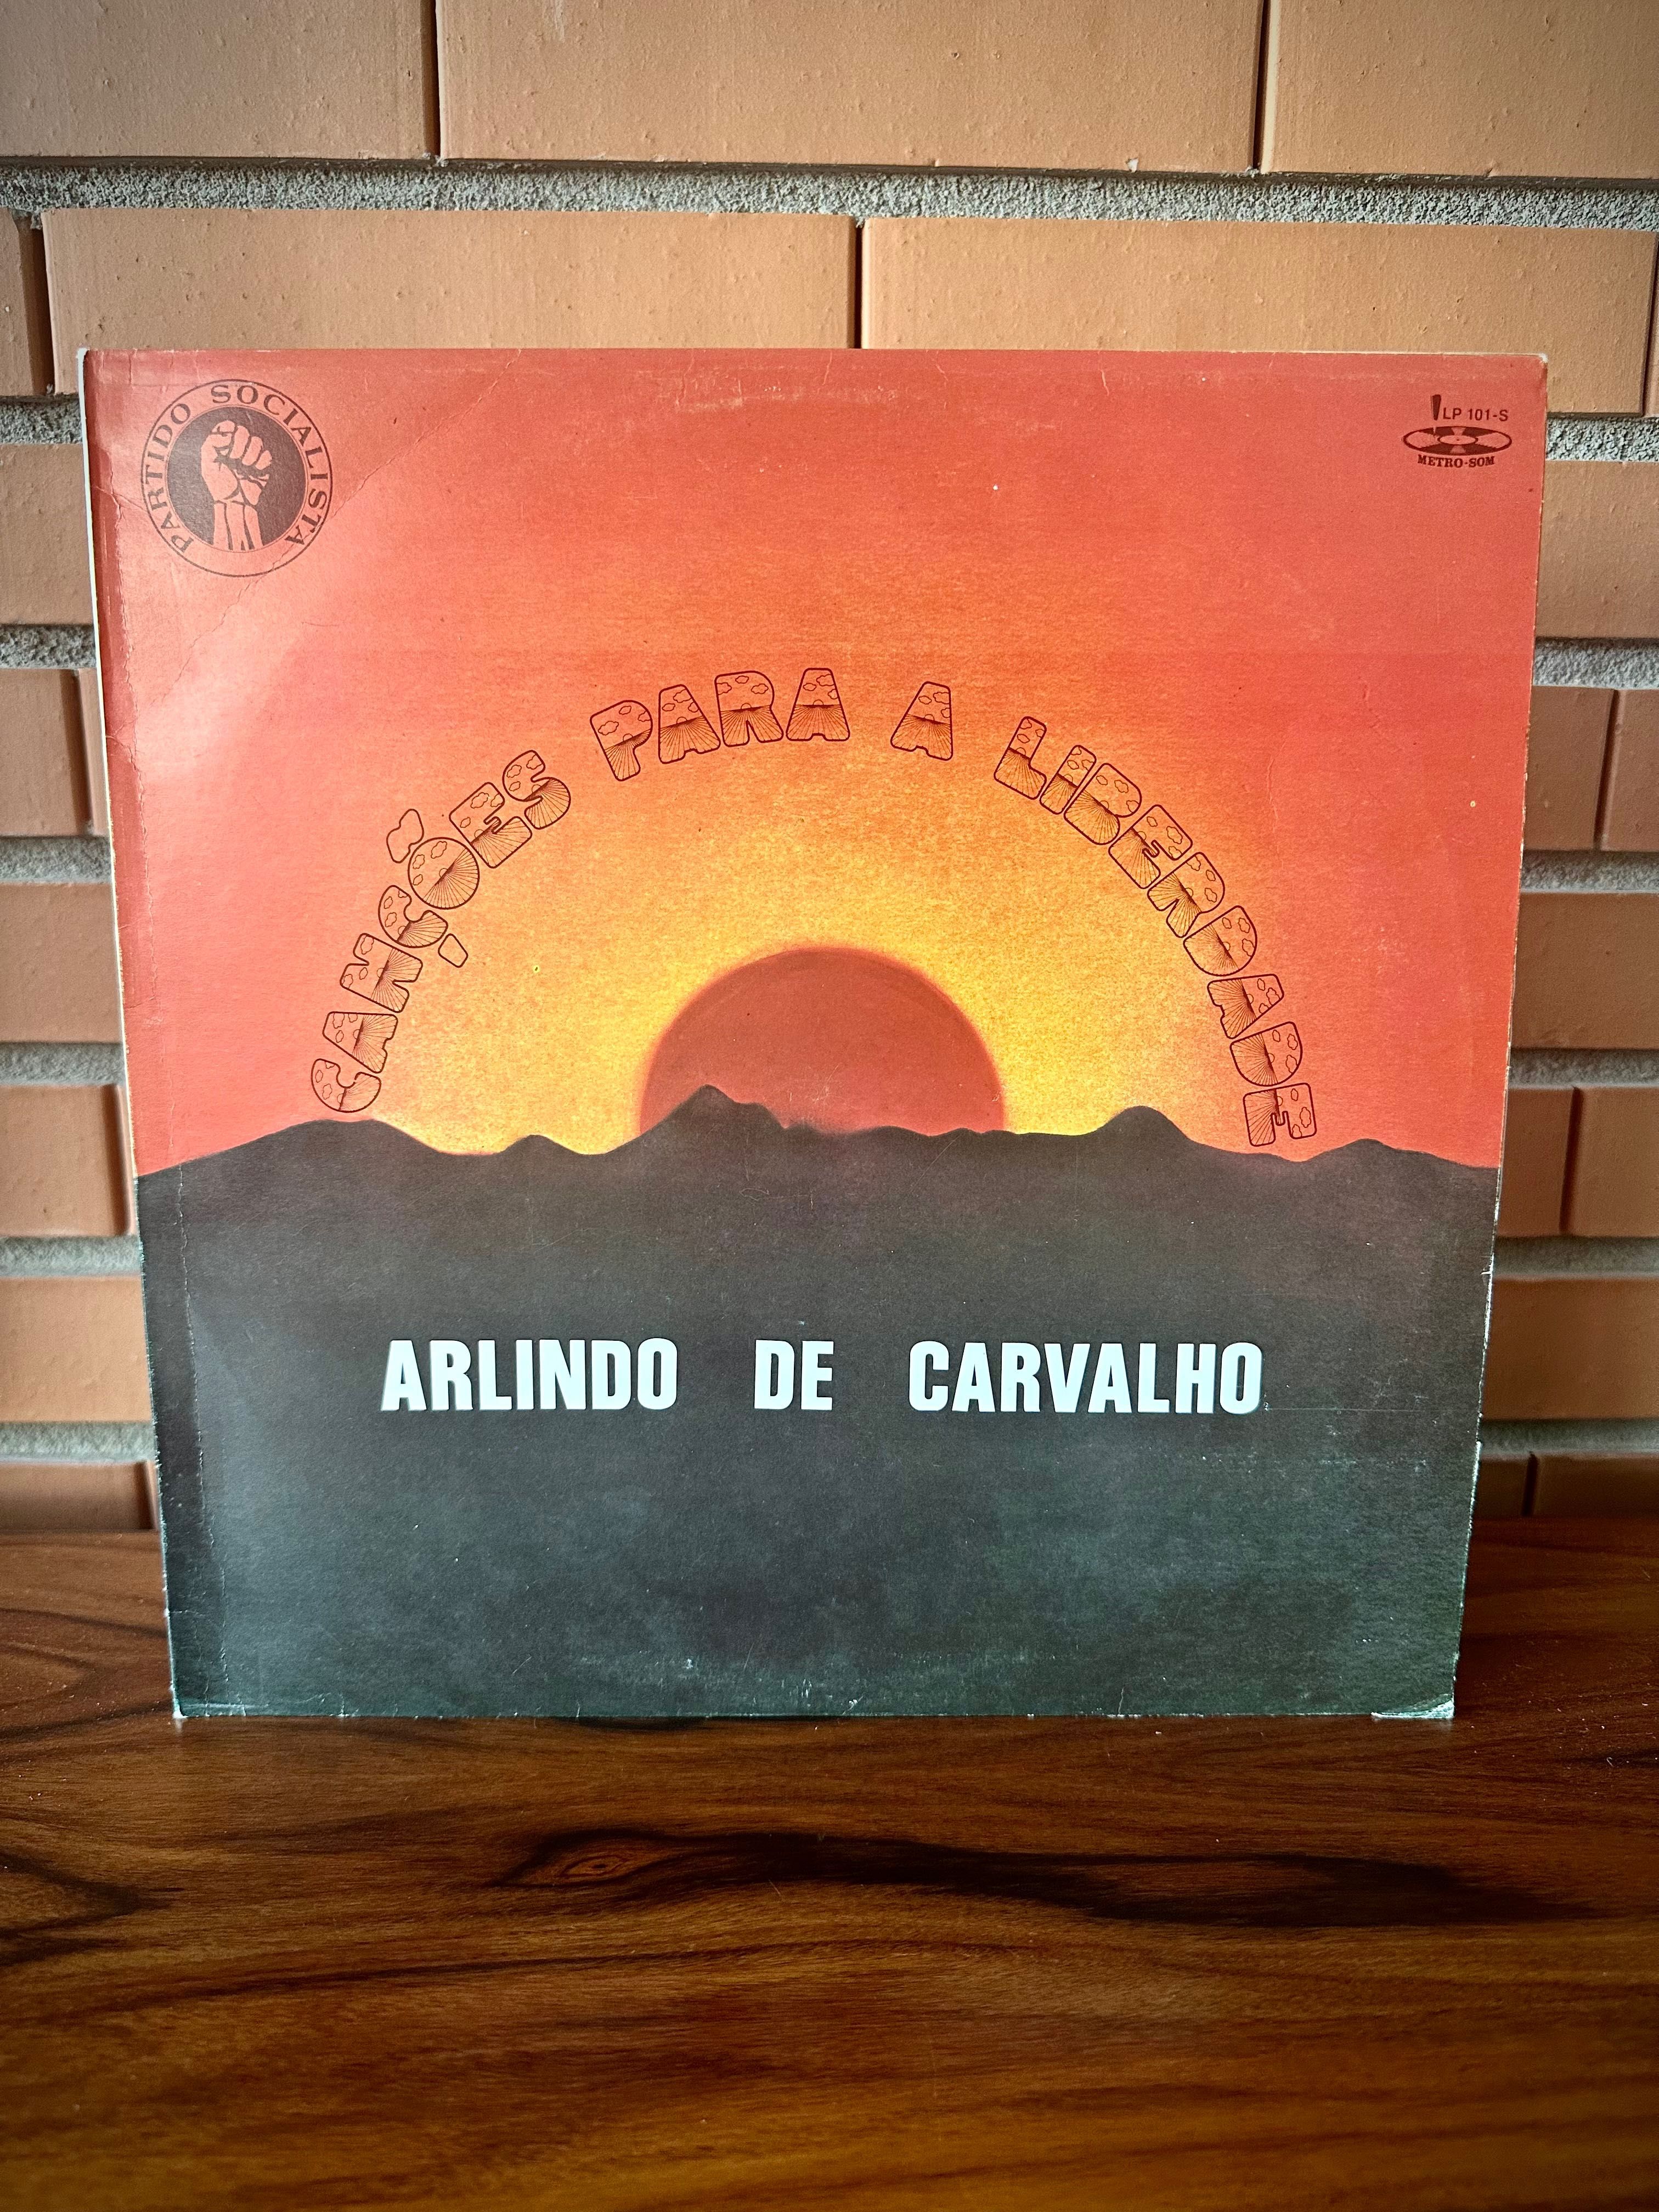 PARTIDO SOCIALISTA
LP 101-S
METRO-SOM
CANÇÕES PARA A LIBERDADE
ARLINDO DE CARVALHO